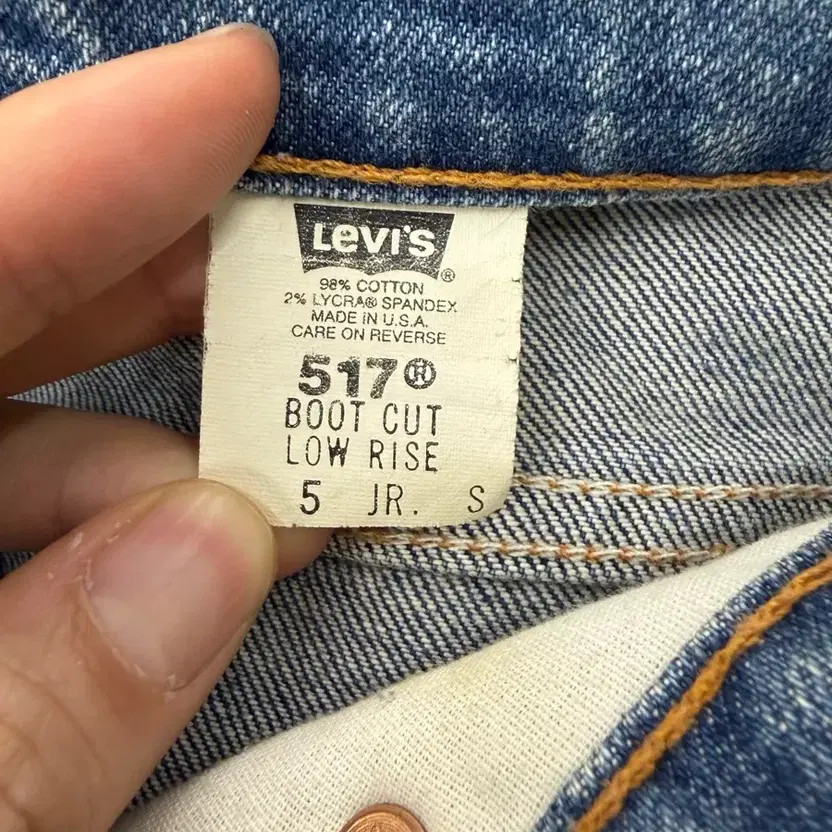 Levi's®
98% COTTON
2% LYCRA® SPANDEX
MADE IN U.S.A.
CARE ON REVERSE
517®
BOOT CUT
LOW RISE
5 JR. S